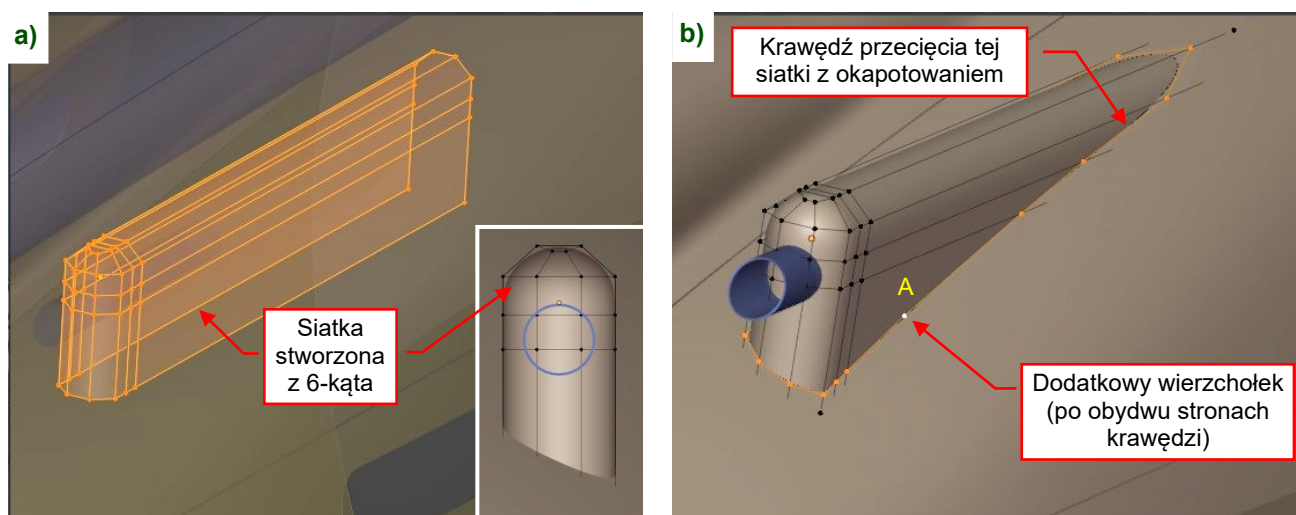 a)
Siatka
stworzona
z 6-kąta
b)
Krawędź przecięcia tej
siatki z okapotowaniem
A
Dodatkowy wierzchołek
(po obydwu stronach
krawędzi)